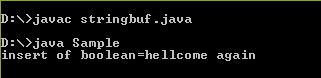 D:\>javac stringbuf.java
D:\>java Sample
insert of boolean=hellcome again